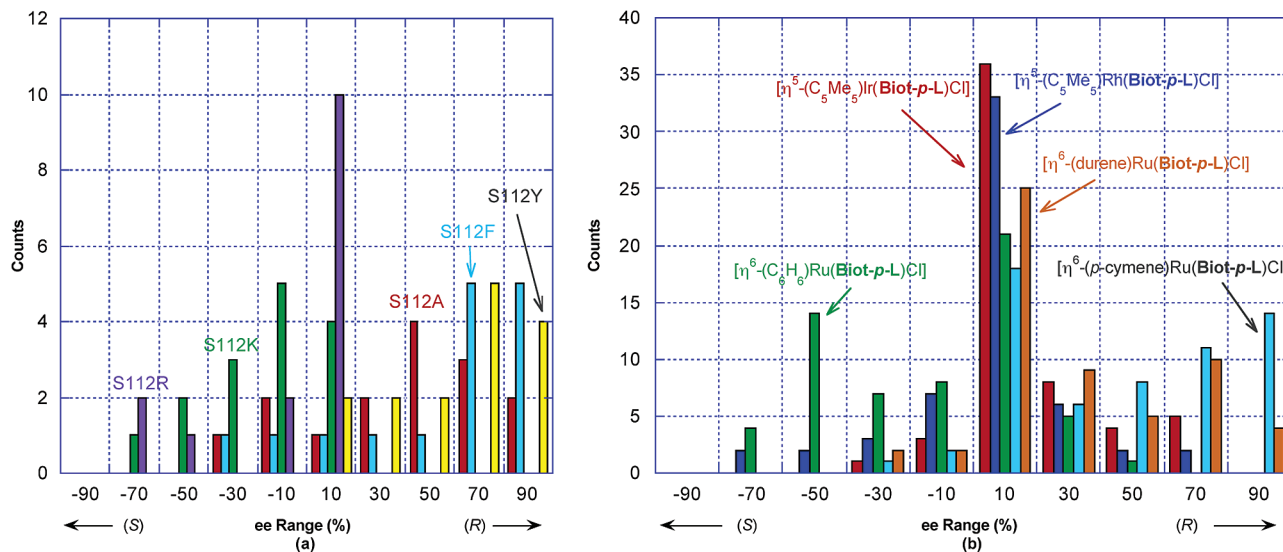 12
10
8
6
4
2
0
Counts
S112R
S112K
S112A
S112F
S112Y
-90 -70 -50 -30 -10 10 30 50 70 90
(S) ee Range (%) (R)
(a)
40
35
30
25
20
15
10
5
0
Counts
[η⁵-(C₅Me₅)Ir(Biot-p-L)Cl]
[η⁵-(C₅Me₅)Rh(Biot-p-L)Cl]
[η⁶-(durene)Ru(Biot-p-L)Cl]
[η⁶-(C₆H₆)Ru(Biot-p-L)Cl]
[η⁶-(p-cymene)Ru(Biot-p-L)Cl
-90 -70 -50 -30 -10 10 30 50 70 90
(S) ee Range (%) (R)
(b)